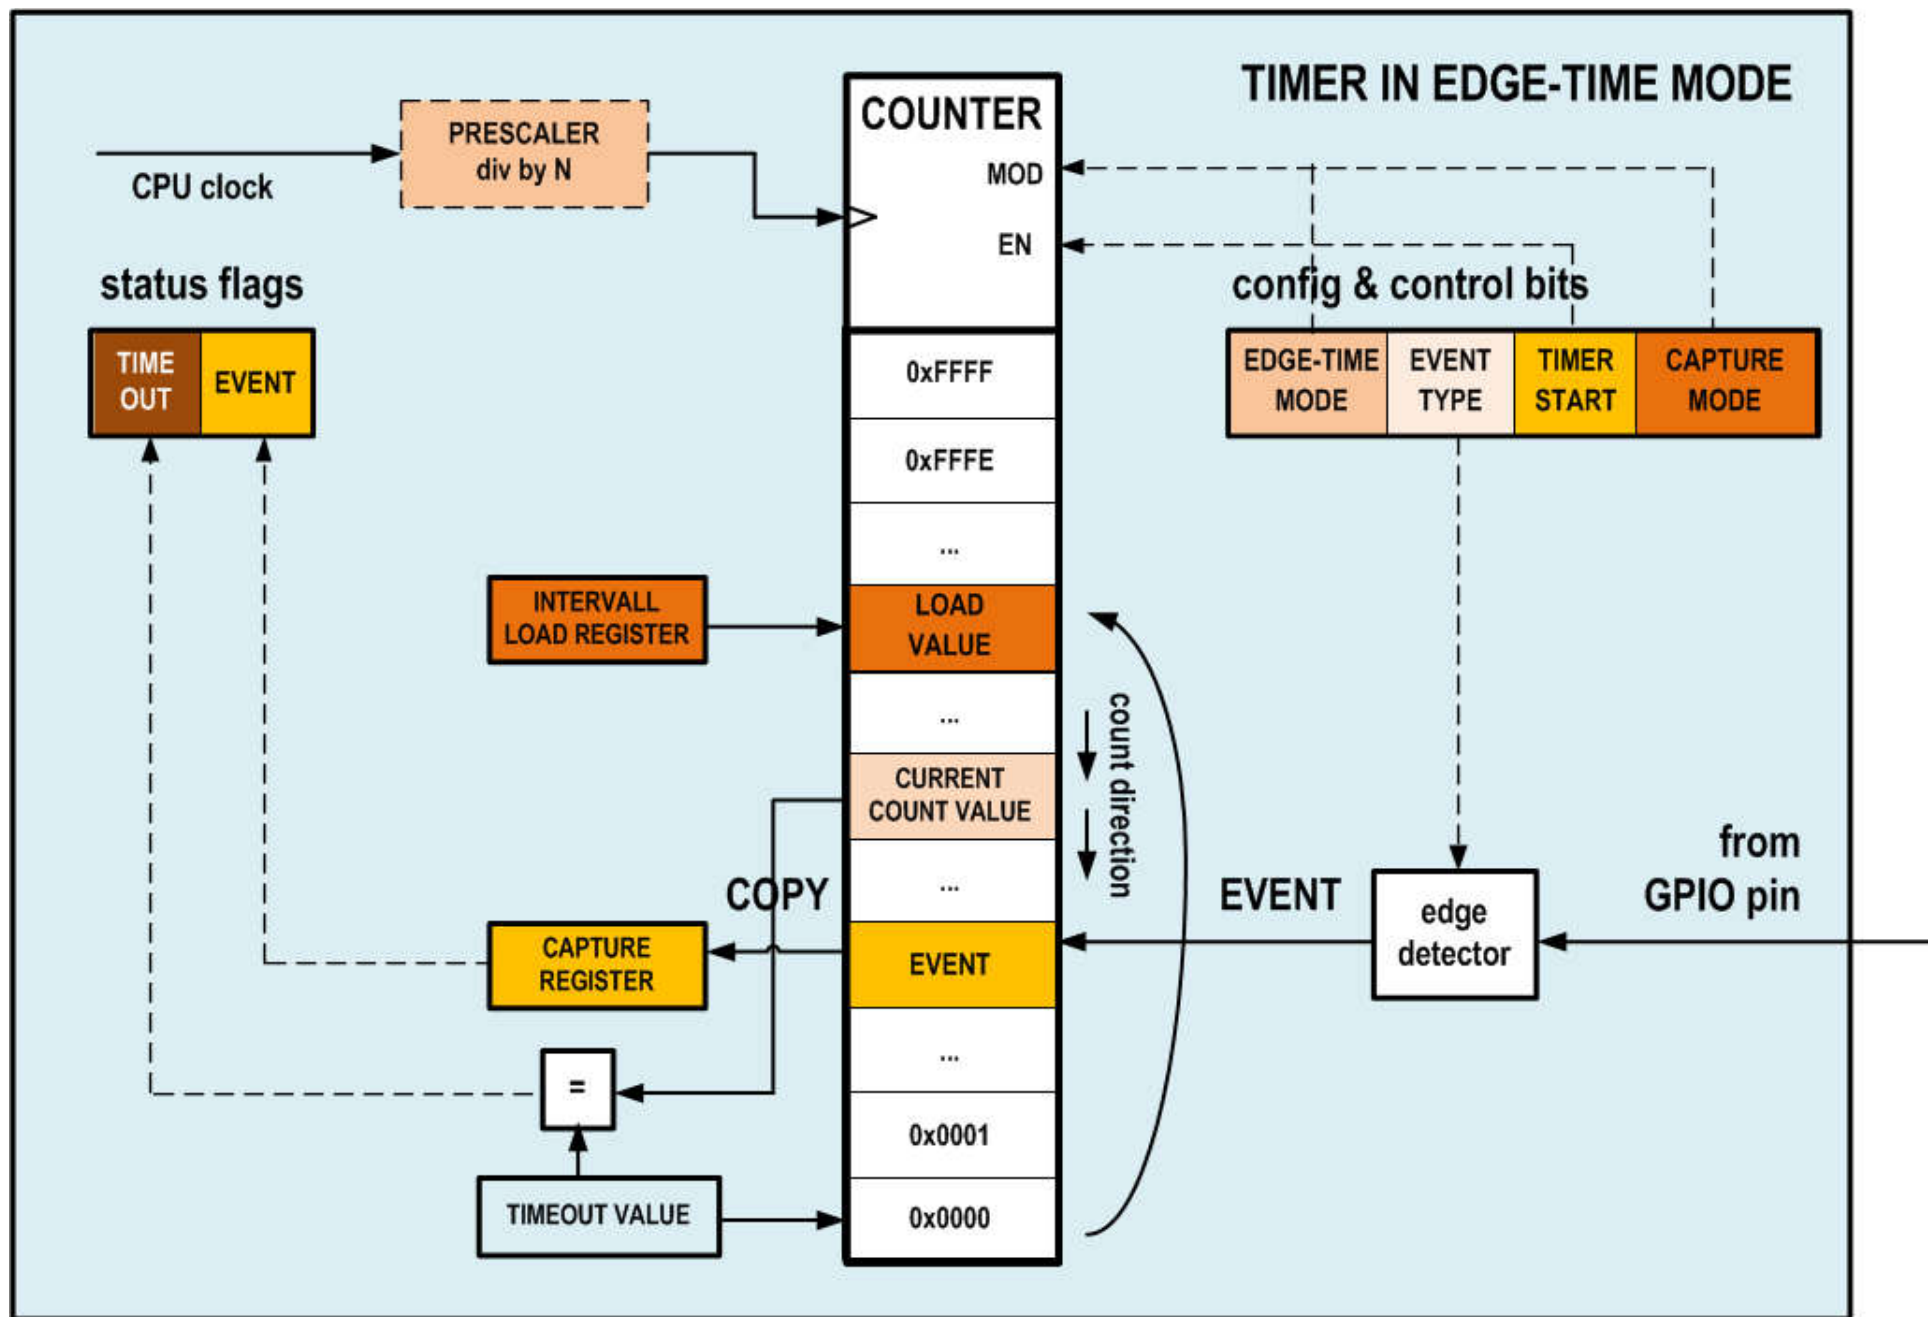 TIMER IN EDGE-TIME MODE
COUNTER
MOD
EN
PRESCALER
div by N
CPU clock
status flags
TIME
OUT
EVENT
config & control bits
EDGE-TIME
MODE
EVENT
TYPE
TIMER
START
CAPTURE
MODE
0xFFFF
0xFFFE
...
INTERVALL
LOAD REGISTER
LOAD
VALUE
...
count direction
CURRENT
COUNT VALUE
...
COPY
EVENT
from
GPIO pin
edge
detector
CAPTURE
REGISTER
EVENT
...
=
0x0001
TIMEOUT VALUE
0x0000